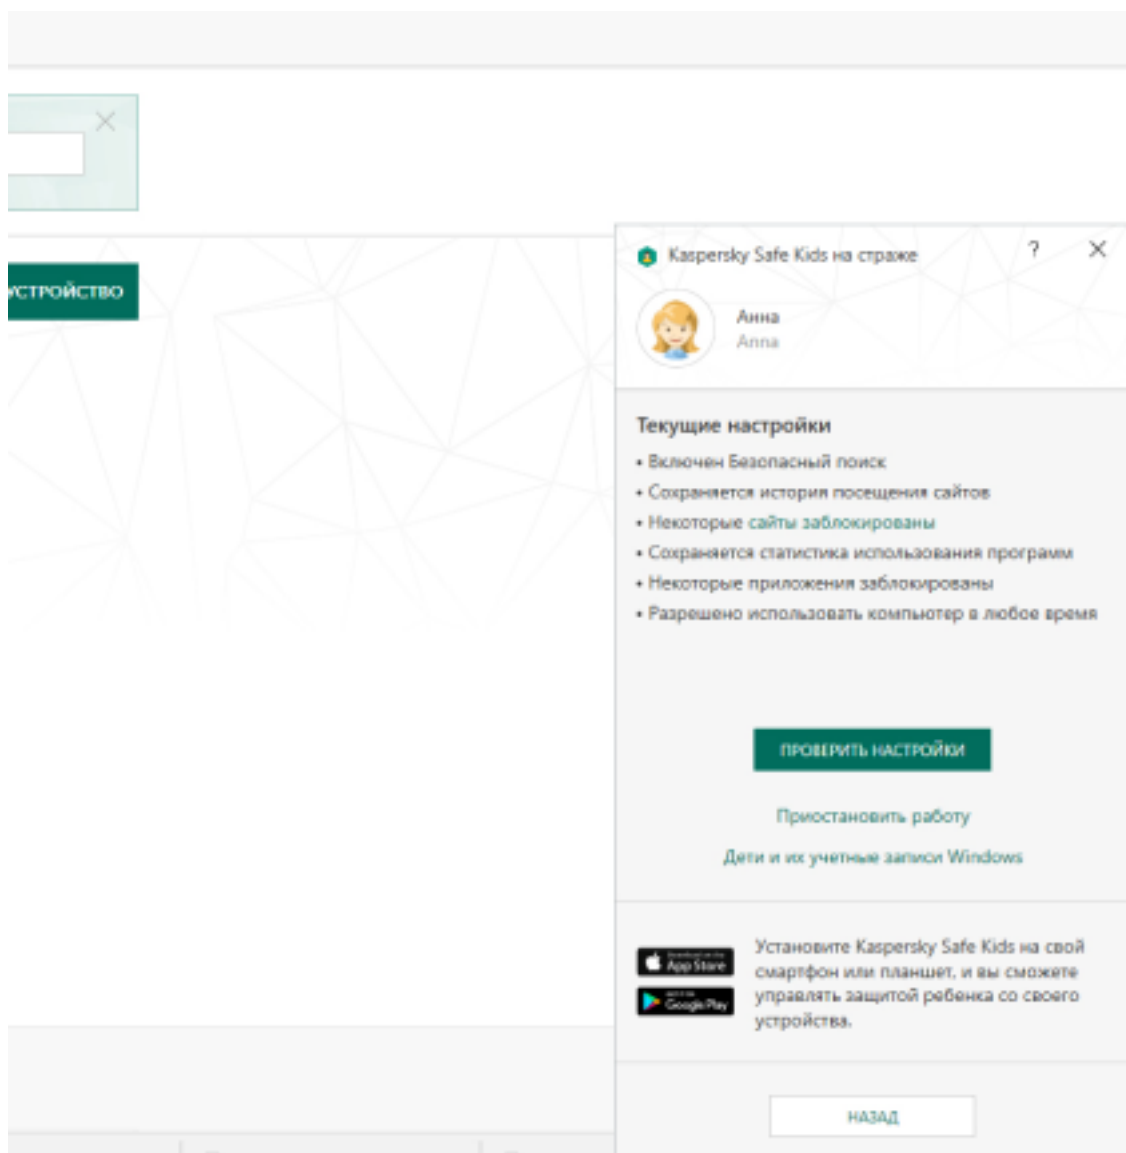 УСТРОЙСТВО
Kaspersky Safe Kids на страже
?
Анна
Anna
Текущие настройки
• Включен Безопасный поиск
• Сохраняется история посещения сайтов
• Некоторые сайты заблокированы
• Сохраняется статистика использования программ
• Некоторые приложения заблокированы
• Разрешено использовать компьютер в любое время
ПРОВЕРИТЬ НАСТРОЙКИ
Приостановить работу
Дети и их учетные записи Windows
App Store
Google Play
Установите Kaspersky Safe Kids на свой
смартфон или планшет, и вы сможете
управлять защитой ребенка со своего
устройства.
НАЗАД